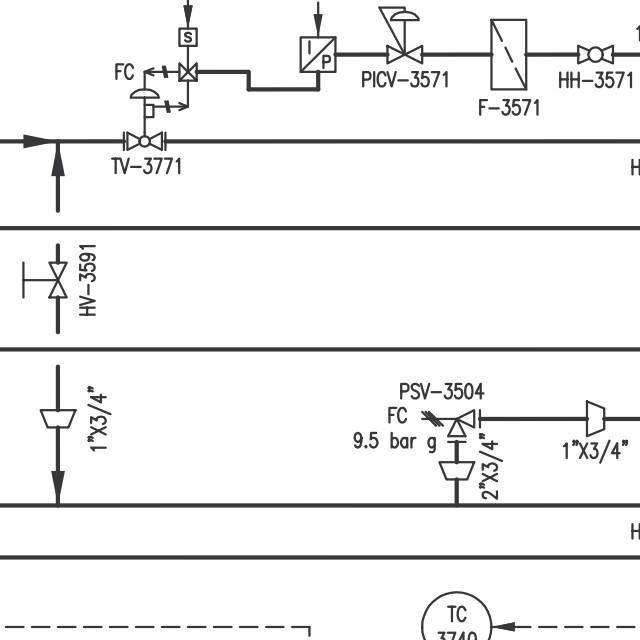 S
FC
I
P
PICV-3571
F-3571
HH-3571
TV-3771
HV-3591
1"X3/4"
PSV-3504
FC
9.5 bar g
2"X3/4"
1"X3/4"
TC
3740